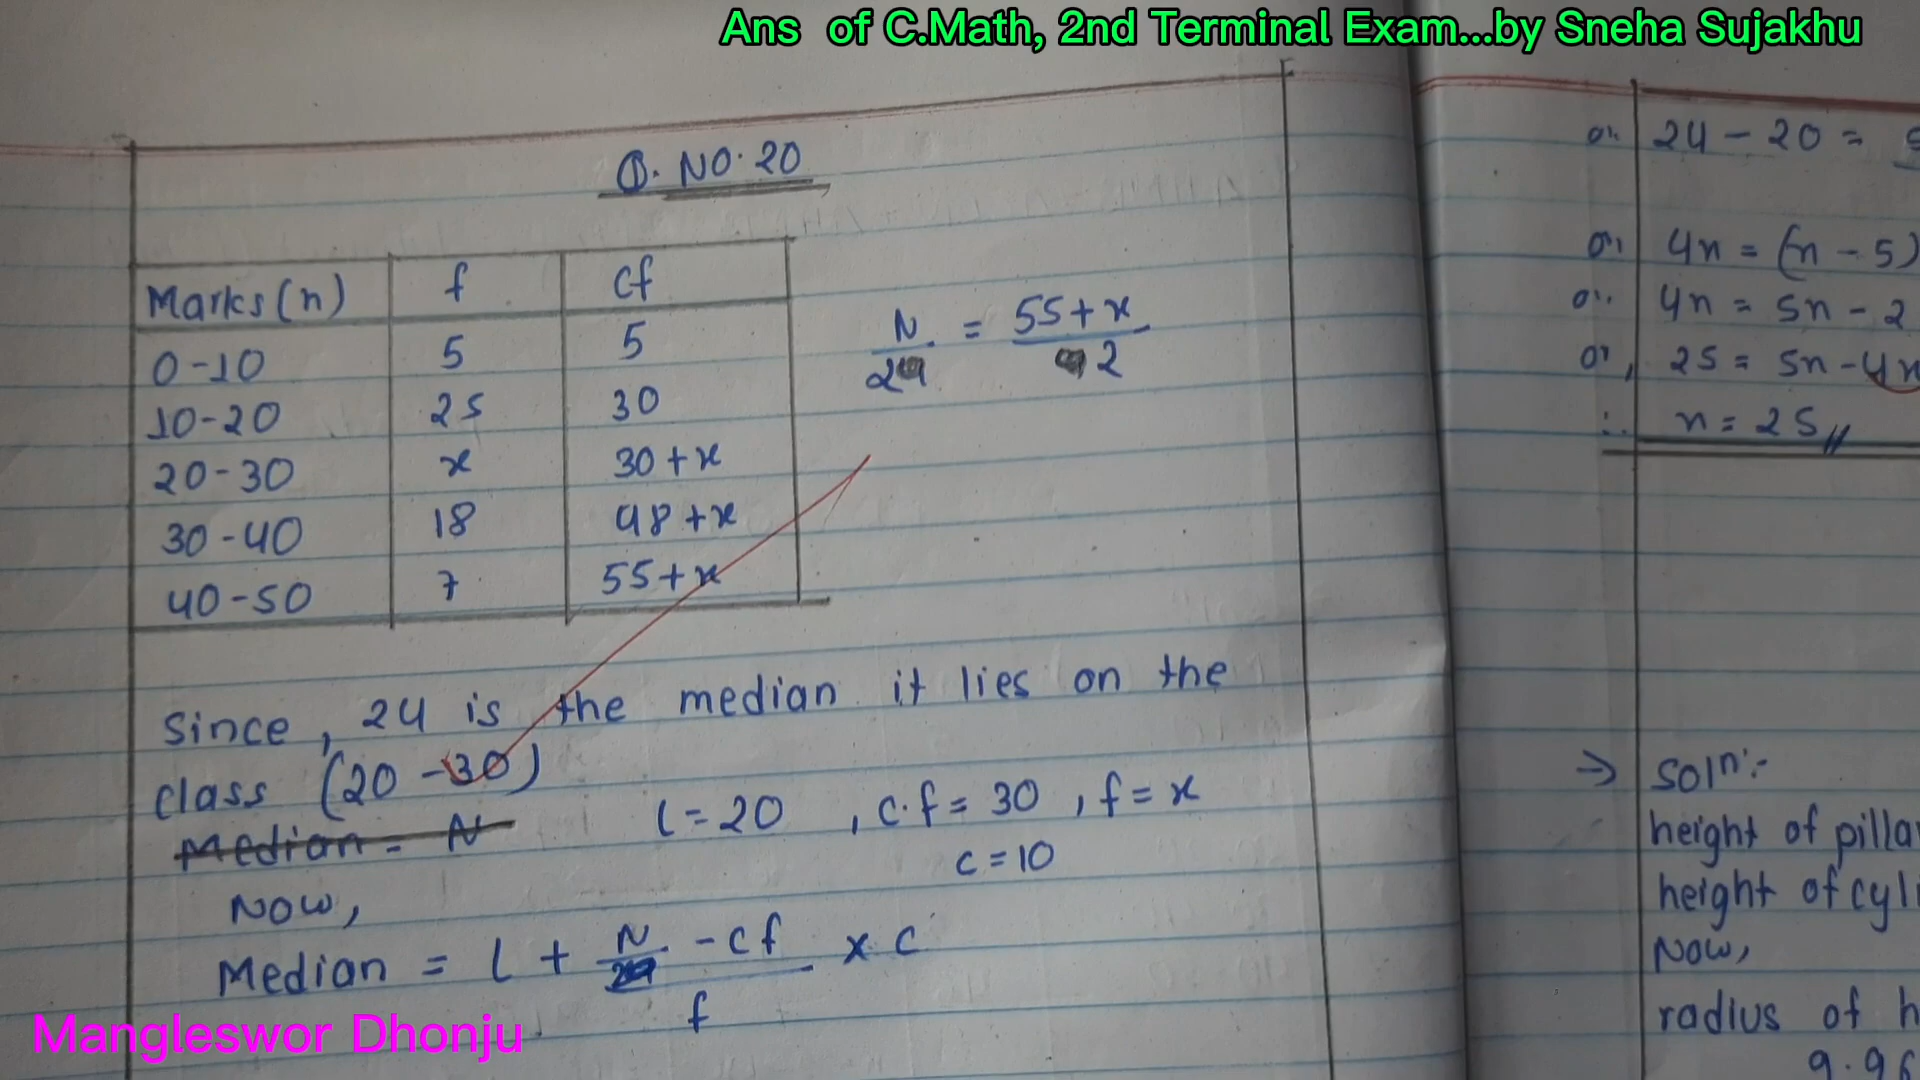 Ans of C.Math, 2nd Terminal Exam...by Sneha Sujakhu
Q. NO. 20
Marks (n) f cf
0-10 5 5
10-20 25 30
20-30 x 30+x
30-40 18 48+x
40-50 7 55+x
N/2 = 55+x/2
Since, 24 is the median it lies on the
class (20-30)
Median = N
l=20, c.f=30, f=x
c=10
Now,
Median = l + N/2 - cf / f x c
or, 24-20 =
or, 4n = (n-5)
or, 4n = 5n-2
or, 25 = 5n-4n
∴ n = 25//
→ Soln:-
height of pilla
height of cyli
Now,
radius of h
9.96
Mangleswor Dhonju